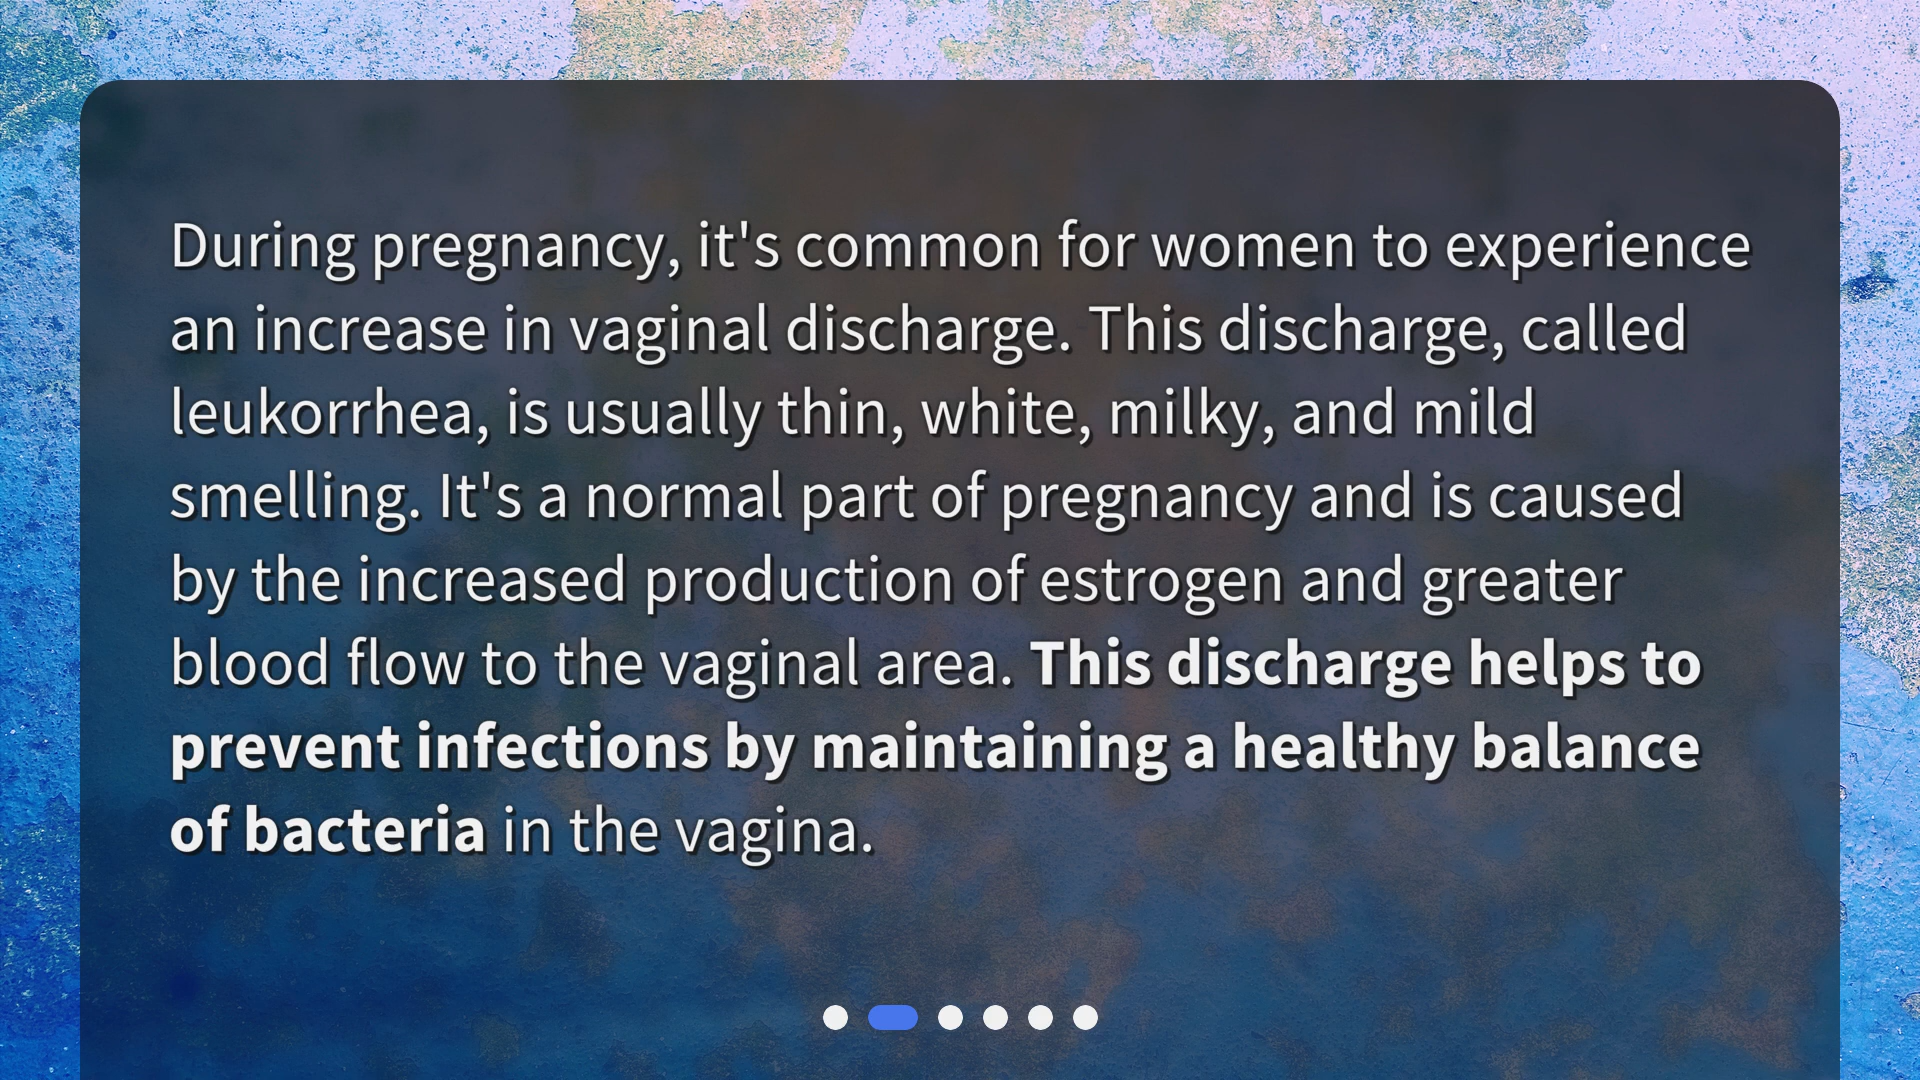 During pregnancy, it's common for women to experience
an increase in vaginal discharge. This discharge, called
leukorrhea, is usually thin, white, milky, and mild
smelling. It's a normal part of pregnancy and is caused
by the increased production of estrogen and greater
blood flow to the vaginal area. This discharge helps to
prevent infections by maintaining a healthy balance
of bacteria in the vagina.